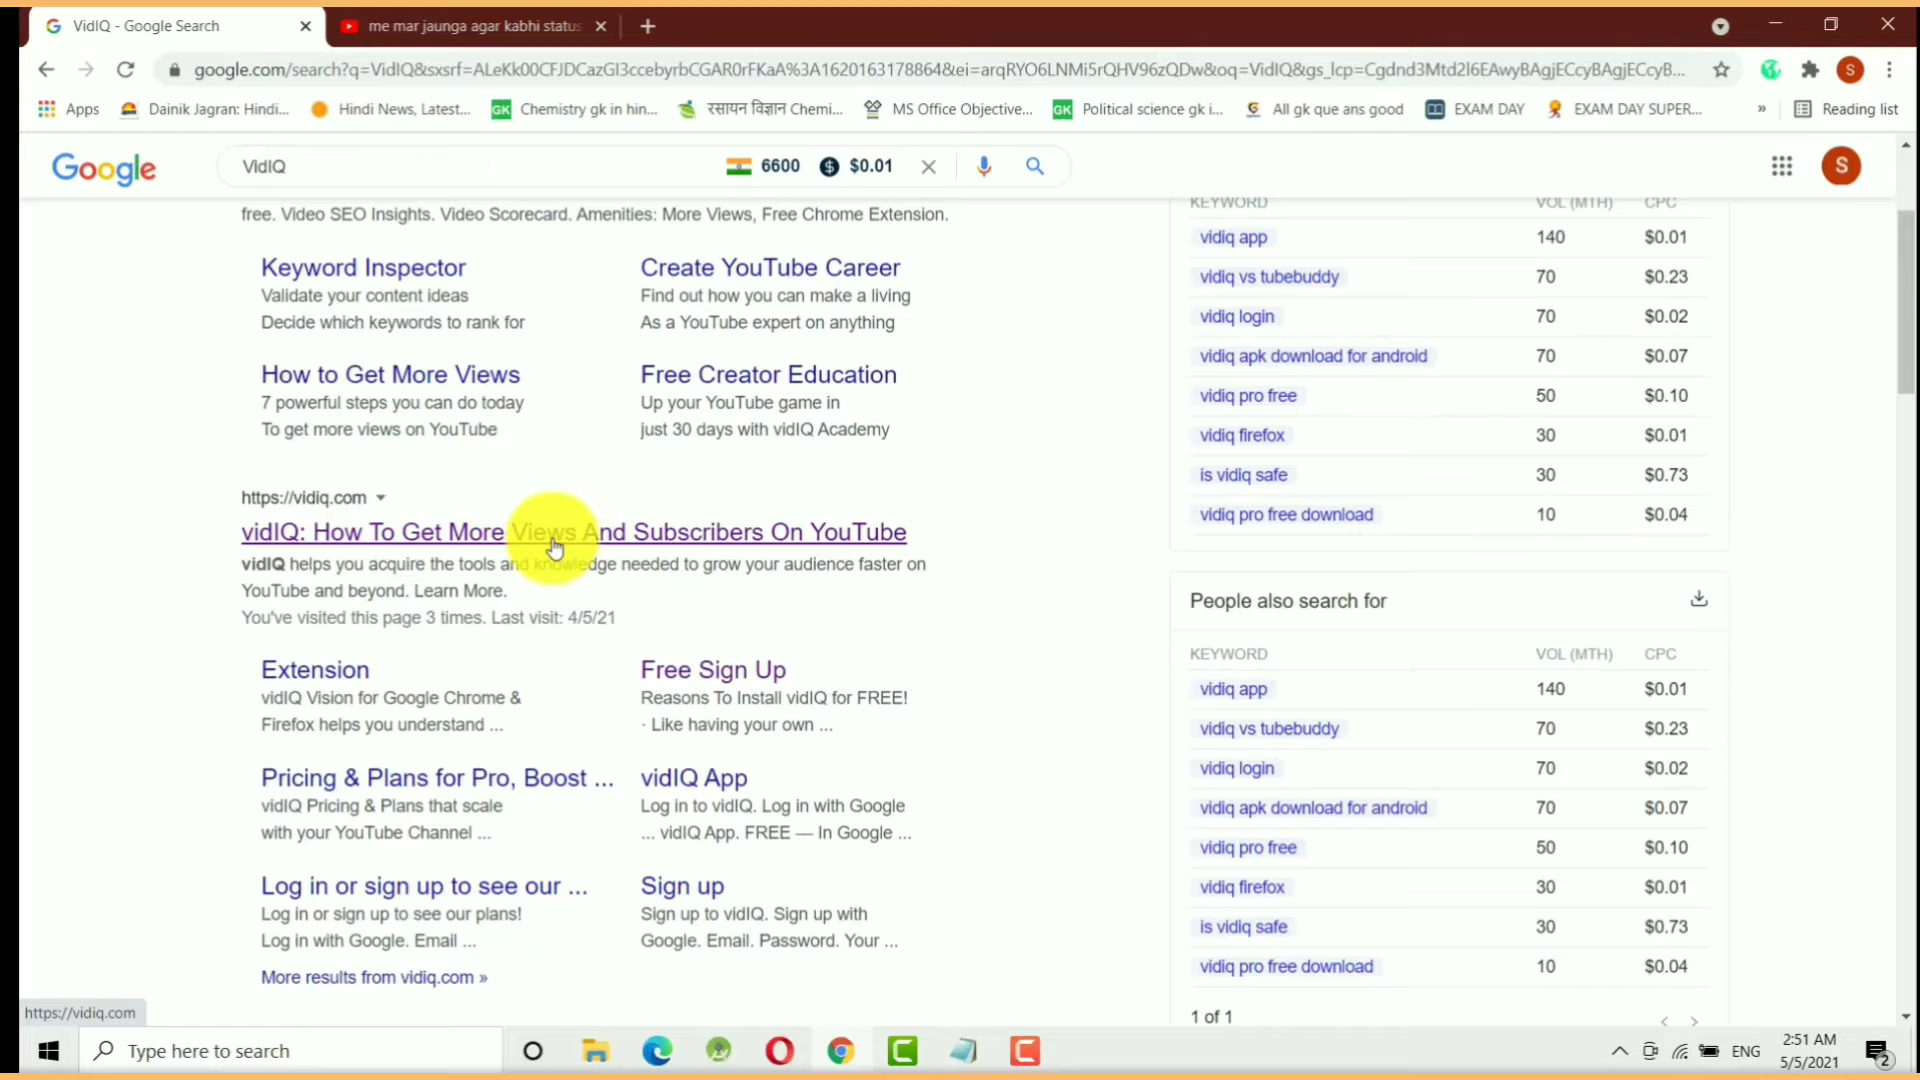 VidIQ - Google Search
me mar jaunga agar kabhi status
google.com/search?q=VidIQ&sxsrf=ALeKk00CFJDCazGI3ccebyrbCGAR0rFKaA%3A1620163178864&ei=arqRYO6LNMi5rQHV96zQDw&oq=VidIQ&gs_lcp=Cgdnd3Mtd2l6EAwyBAgjECcyBAgjECcyB...
S
Apps
Dainik Jagran: Hindi...
Hindi News, Latest...
GK Chemistry gk in hin...
रसायन विज्ञान Chemi...
MS Office Objective...
GK Political science gk i...
All gk que ans good
EXAM DAY
EXAM DAY SUPER...
»
Reading list
Google
VidIQ
6600
$ $0.01
S
free. Video SEO Insights. Video Scorecard. Amenities: More Views, Free Chrome Extension.
Keyword Inspector
Validate your content ideas
Decide which keywords to rank for
Create YouTube Career
Find out how you can make a living
As a YouTube expert on anything
How to Get More Views
7 powerful steps you can do today
To get more views on YouTube
Free Creator Education
Up your YouTube game in
just 30 days with vidIQ Academy
https://vidiq.com
vidIQ: How To Get More Views And Subscribers On YouTube
vidIQ helps you acquire the tools and knowledge needed to grow your audience faster on
YouTube and beyond. Learn More.
You've visited this page 3 times. Last visit: 4/5/21
Extension
vidIQ Vision for Google Chrome &
Firefox helps you understand ...
Free Sign Up
Reasons To Install vidIQ for FREE!
· Like having your own ...
Pricing & Plans for Pro, Boost ...
vidIQ Pricing & Plans that scale
with your YouTube Channel ...
vidIQ App
Log in to vidIQ. Log in with Google
... vidIQ App. FREE — In Google ...
Log in or sign up to see our ...
Log in or sign up to see our plans!
Log in with Google. Email ...
Sign up
Sign up to vidIQ. Sign up with
Google. Email. Password. Your ...
More results from vidiq.com »
KEYWORD VOL (MTH) CPC
vidiq app 140 $0.01
vidiq vs tubebuddy 70 $0.23
vidiq login 70 $0.02
vidiq apk download for android 70 $0.07
vidiq pro free 50 $0.10
vidiq firefox 30 $0.01
is vidiq safe 30 $0.73
vidiq pro free download 10 $0.04
People also search for
KEYWORD VOL (MTH) CPC
vidiq app 140 $0.01
vidiq vs tubebuddy 70 $0.23
vidiq login 70 $0.02
vidiq apk download for android 70 $0.07
vidiq pro free 50 $0.10
vidiq firefox 30 $0.01
is vidiq safe 30 $0.73
vidiq pro free download 10 $0.04
1 of 1
https://vidiq.com
Type here to search
ENG
2:51 AM
5/5/2021
2